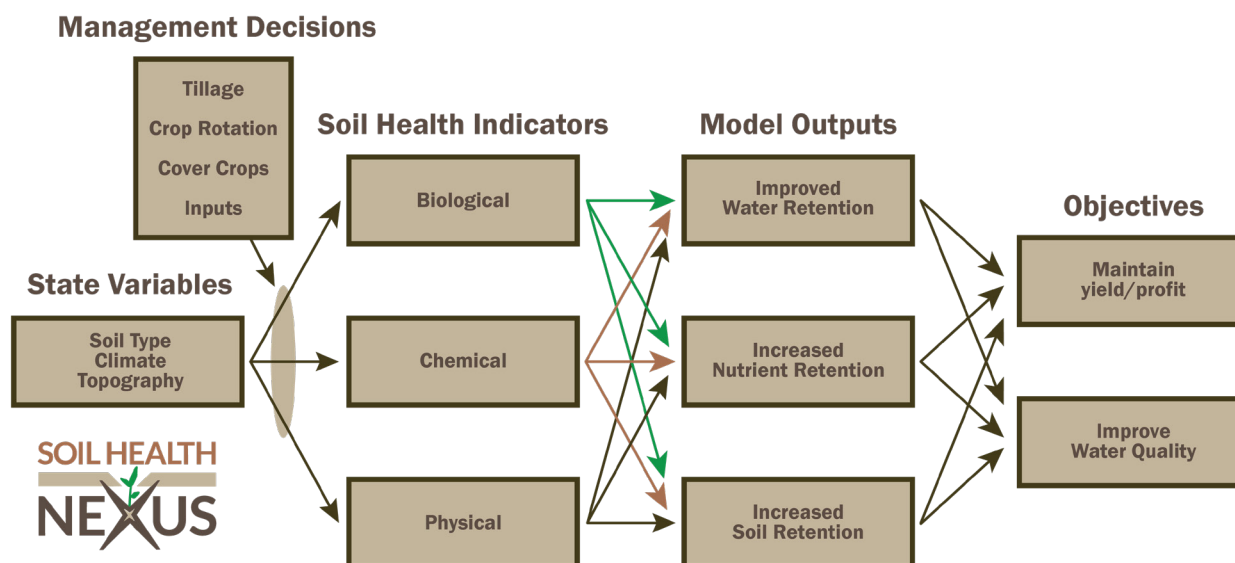 Management Decisions
Tillage
Crop Rotation
Cover Crops
Inputs
State Variables
Soil Type
Climate
Topography
Soil Health Indicators
Biological
Chemical
Physical
Model Outputs
Improved
Water Retention
Increased
Nutrient Retention
Increased
Soil Retention
Objectives
Maintain
yield/profit
Improve
Water Quality
SOIL HEALTH
NEXUS